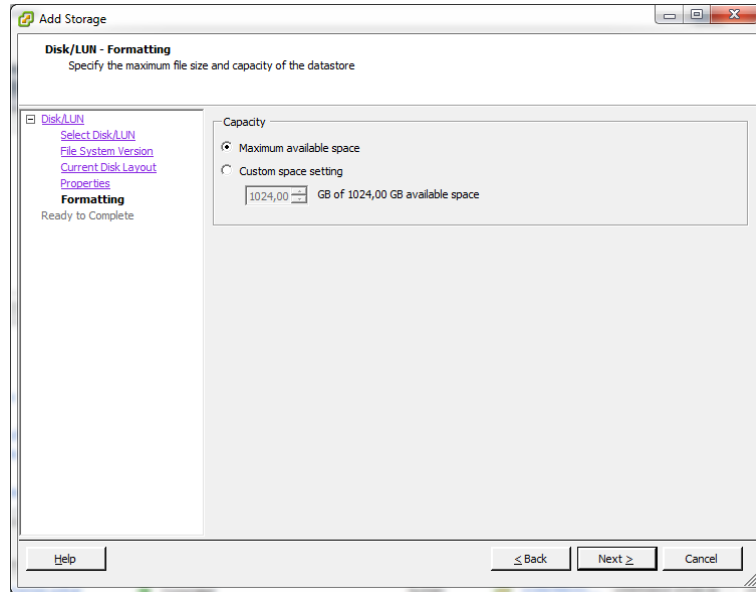 Add Storage
Disk/LUN - Formatting
Specify the maximum file size and capacity of the datastore
Disk/LUN
Select Disk/LUN
File System Version
Current Disk Layout
Properties
Formatting
Ready to Complete
Capacity
Maximum available space
Custom space setting
1024,00 GB of 1024,00 GB available space
Help
< Back
Next >
Cancel